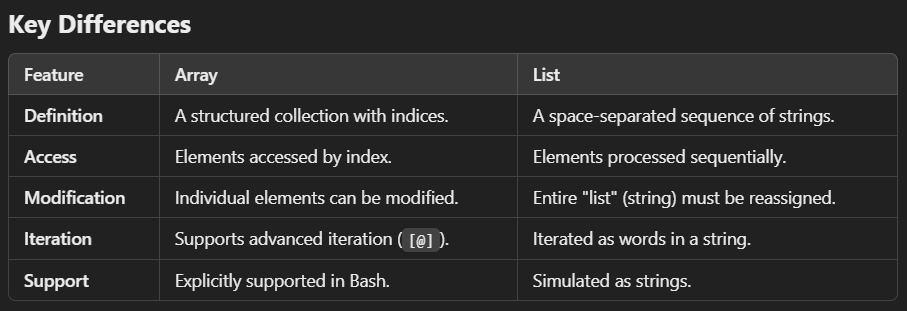 Key Differences
Feature Array List
Definition A structured collection with indices. A space-separated sequence of strings.
Access Elements accessed by index. Elements processed sequentially.
Modification Individual elements can be modified. Entire "list" (string) must be reassigned.
Iteration Supports advanced iteration ([@]). Iterated as words in a string.
Support Explicitly supported in Bash. Simulated as strings.